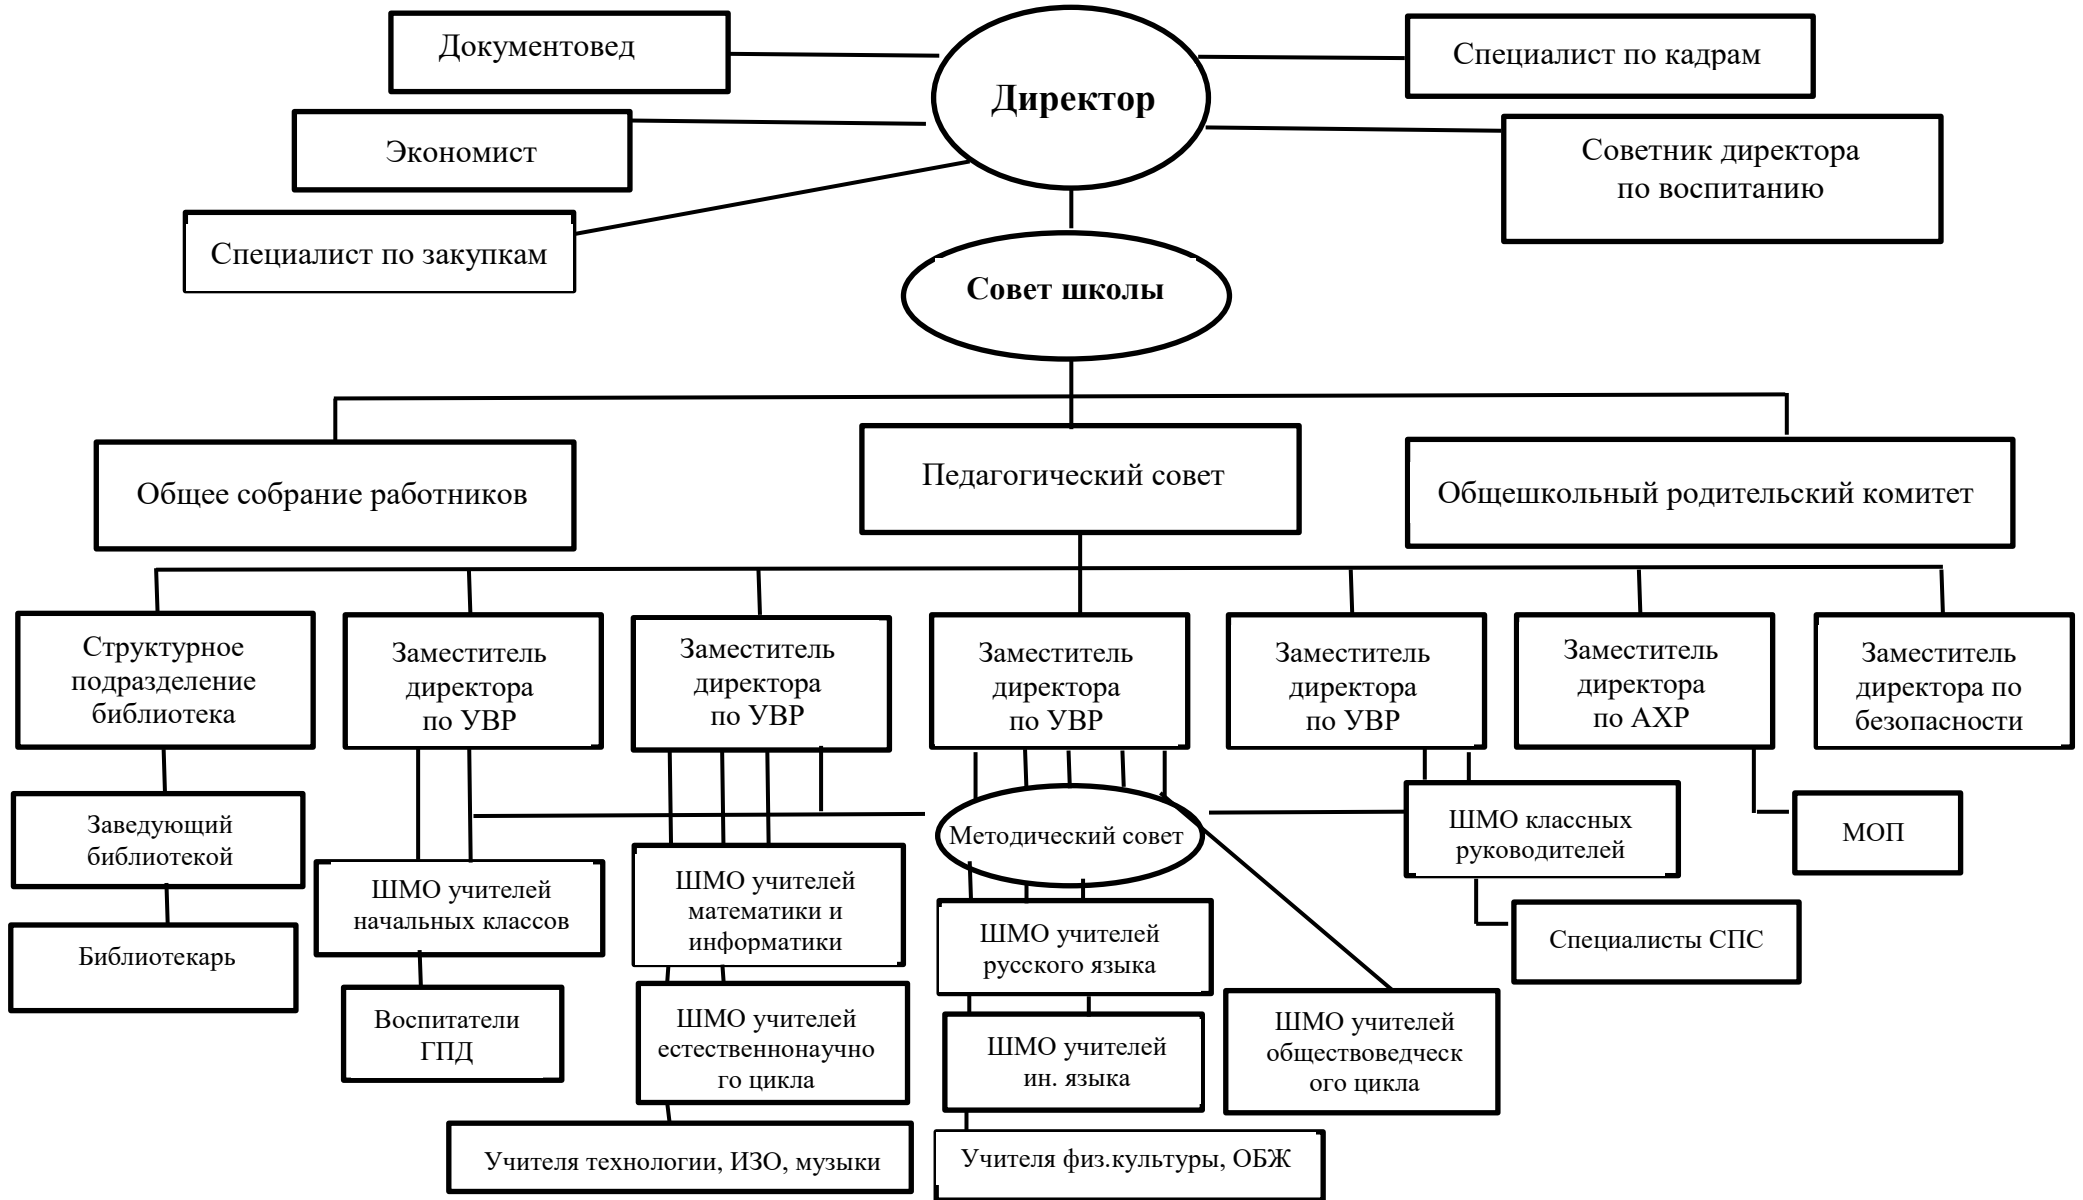 Документовед
Директор
Специалист по кадрам
Экономист
Советник директора
по воспитанию
Специалист по закупкам
Совет школы
Общее собрание работников
Педагогический совет
Общешкольный родительский комитет
Структурное
подразделение
библиотека
Заместитель
директора
по УВР
Заместитель
директора
по УВР
Заместитель
директора
по УВР
Заместитель
директора
по УВР
Заместитель
директора
по АХР
Заместитель
директора по
безопасности
Заведующий
библиотекой
Методический совет
ШМО классных
руководителей
МОП
ШМО учителей
начальных классов
ШМО учителей
математики и
информатики
Библиотекарь
ШМО учителей
русского языка
Специалисты СПС
Воспитатели
ГПД
ШМО учителей
естественнонаучно
го цикла
ШМО учителей
ин. языка
ШМО учителей
обществоведческ
ого цикла
Учителя технологии, ИЗО, музыки
Учителя физ.культуры, ОБЖ